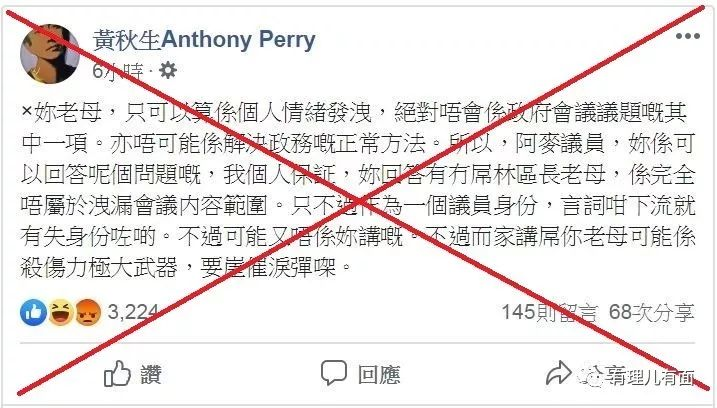 黃秋生Anthony Perry
6小時·
×妳老母，只可以算係個人情緒發洩，絕對唔會係政府會議議題嘅其
中一項。亦唔可能係解決政務嘅正常方法。所以，阿麥議員，妳係可
以回答呢個問題嘅，我個人保証，妳回答有冇屌林區長老母，係完全
唔屬於洩漏會議內容範圍。只不過作為一個議員身份，言詞咁下流就
有失身份咗啲。不過可能又唔係妳講嘅。不過而家講屌你老母可能係
殺傷力極大武器，要崖催淚彈㗎。
3,224
145則留言 68次分享
讚 回應 分享
有理儿有面